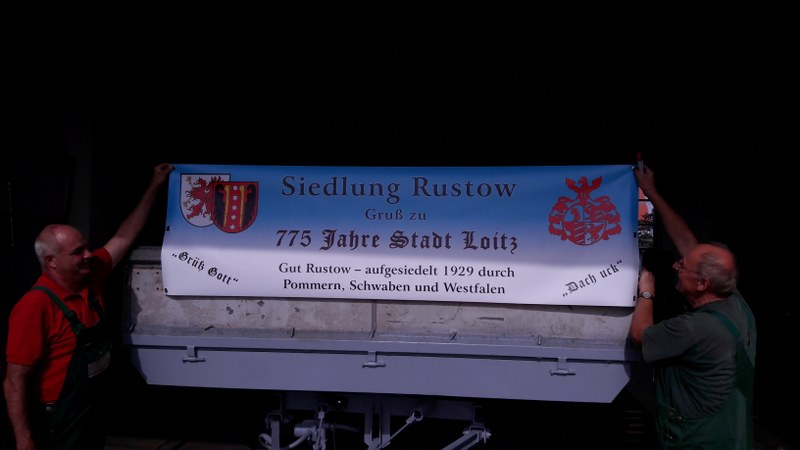 Siedlung Rustow
Gruß zu
775 Jahre Stadt Loitz
„Grüß Gott“
Gut Rustow – aufgesiedelt 1929 durch
Pommern, Schwaben und Westfalen
„Dach uck“